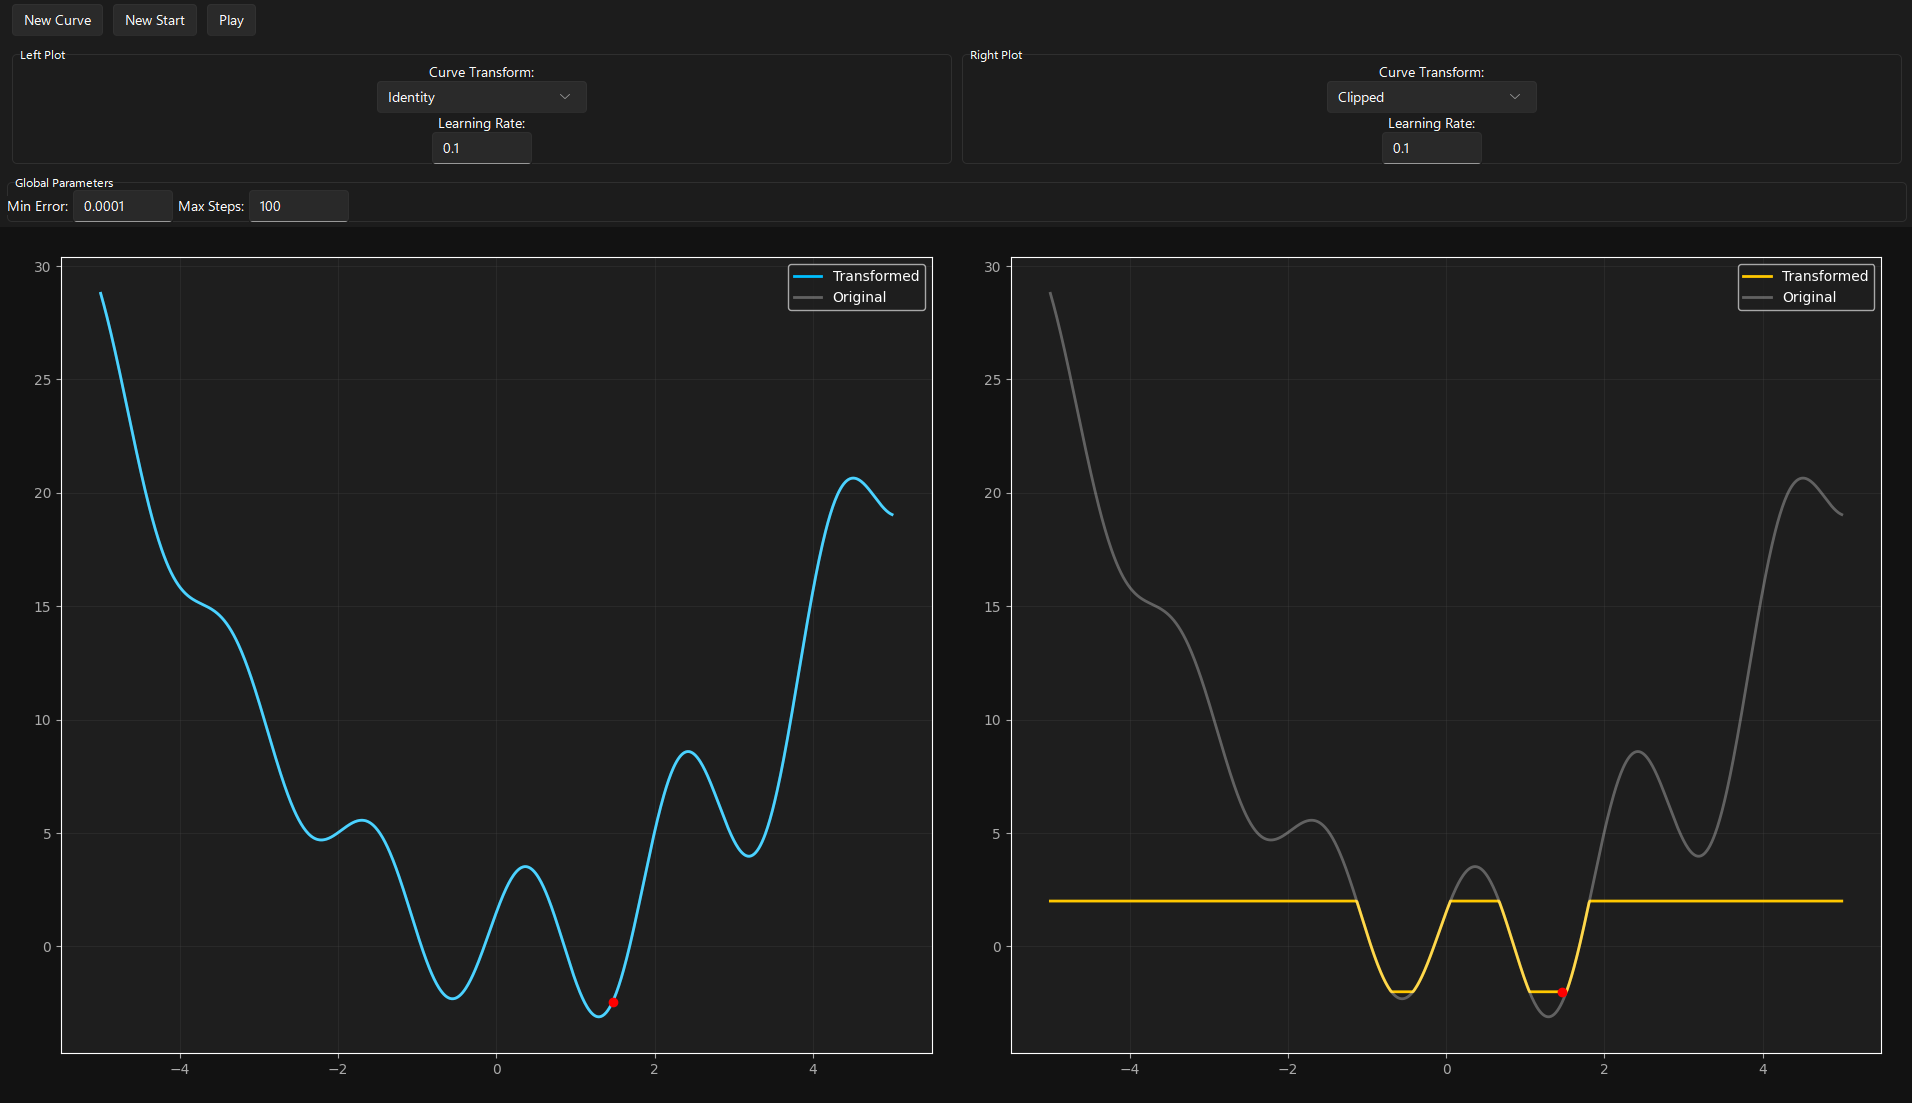 New Curve New Start Play
Left Plot
Curve Transform:
Identity
Learning Rate:
0.1
Right Plot
Curve Transform:
Clipped
Learning Rate:
0.1
Global Parameters
Min Error: 0.0001 Max Steps: 100
Transformed
Original
30
25
20
15
10
5
0
−4 −2 0 2 4
Transformed
Original
30
25
20
15
10
5
0
−4 −2 0 2 4